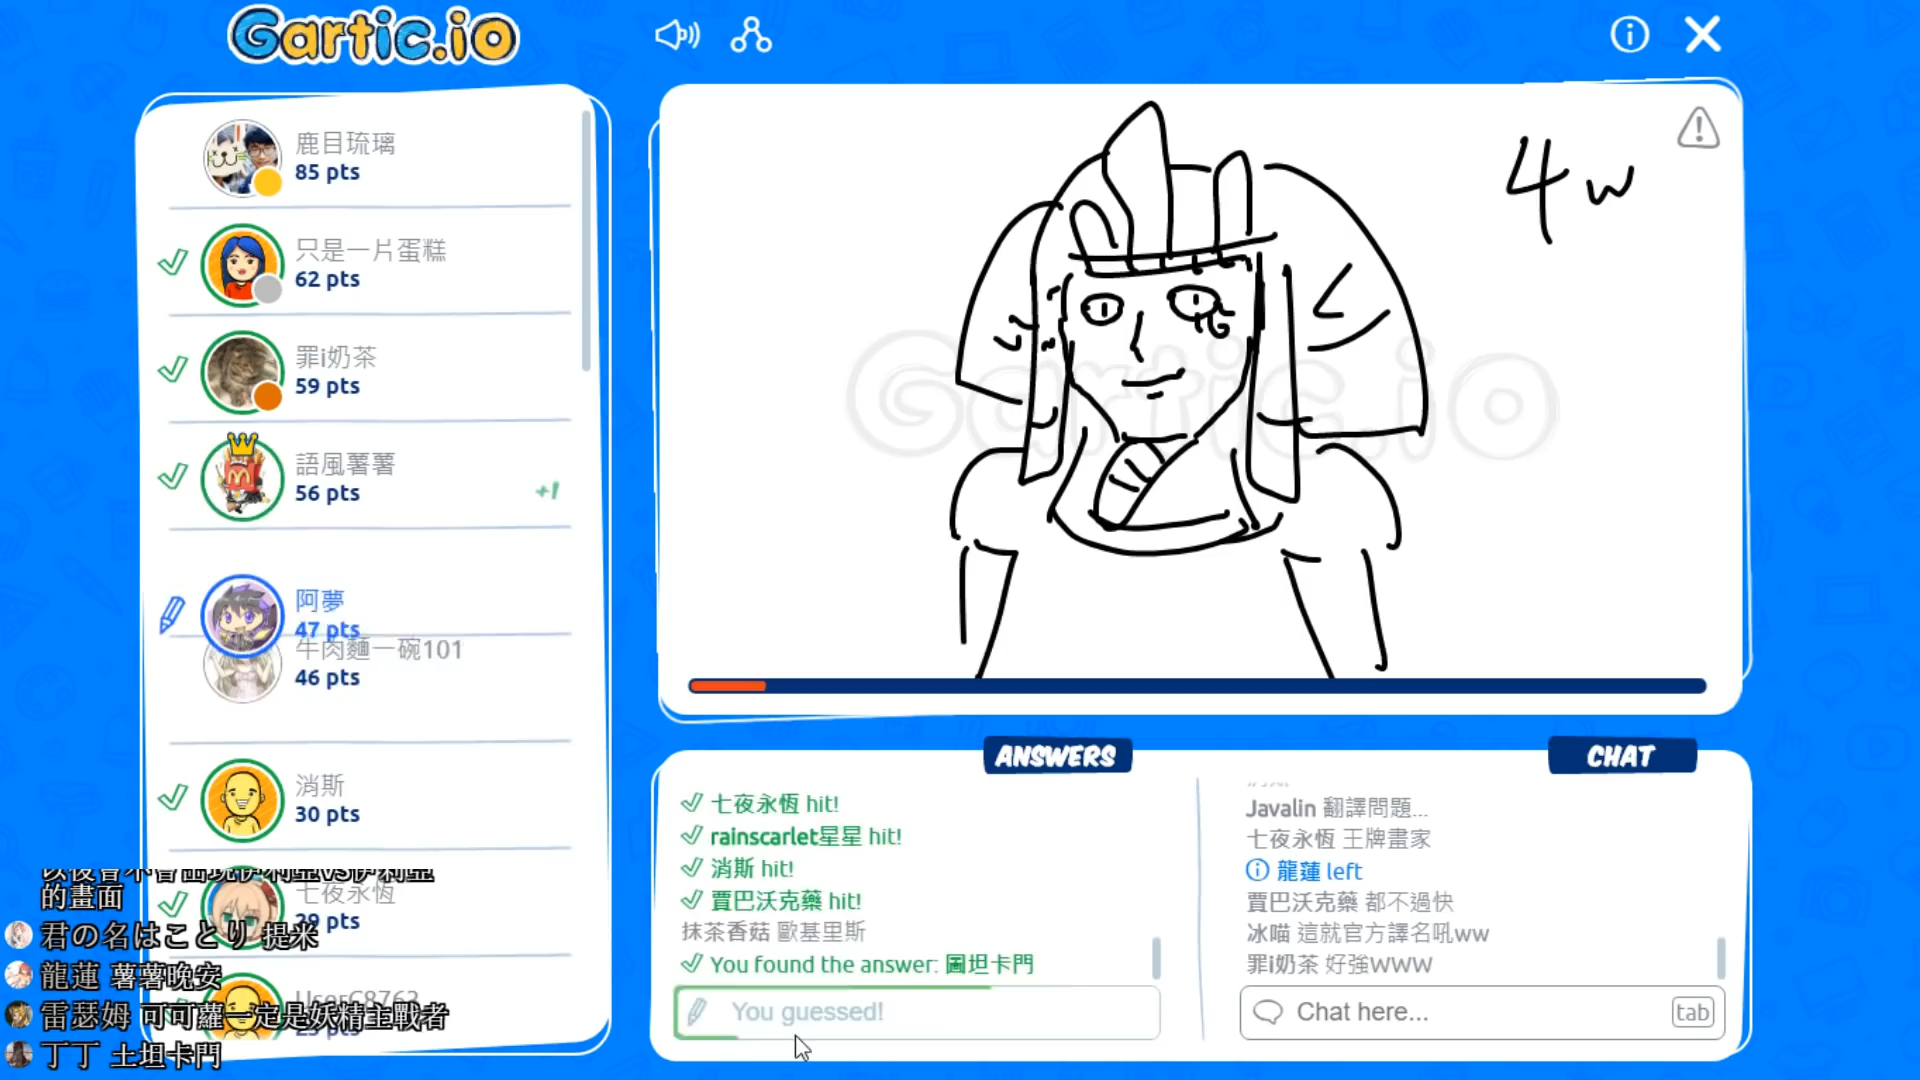 Gartic.io
鹿目琉璃
85 pts
只是一片蛋糕
62 pts
罪i奶茶
59 pts
語風薯薯
56 pts
+1
阿夢
47 pts
牛肉麵一碗101
46 pts
消斯
30 pts
七夜永恆
29 pts
UserC8763
的畫面
君の名はことり 提米
龍蓮 薯薯晚安
雷瑟姆 可可蘿一定是妖精主戰者
丁丁 土坦卡門
4 w
Gartic.io
ANSWERS
七夜永恆 hit!
rainscarlet星星 hit!
消斯 hit!
賈巴沃克藥 hit!
抹茶香菇 歐基里斯
You found the answer: 圖坦卡門
You guessed!
CHAT
Javalin 翻譯問題...
七夜永恆 王牌畫家
龍蓮 left
賈巴沃克藥 都不過快
冰喵 這就官方譯名吼ww
罪i奶茶 好強WWW
Chat here...
tab